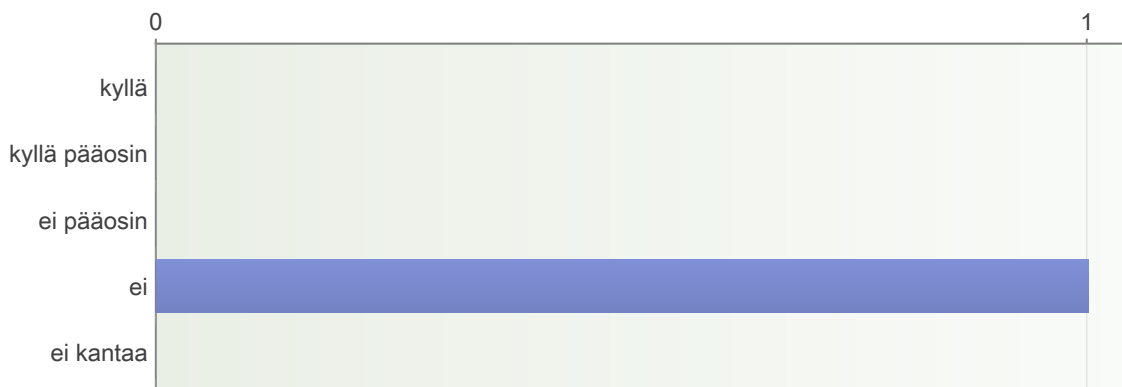 0 1
kyllä
kyllä pääosin
ei pääosin
ei
ei kantaa